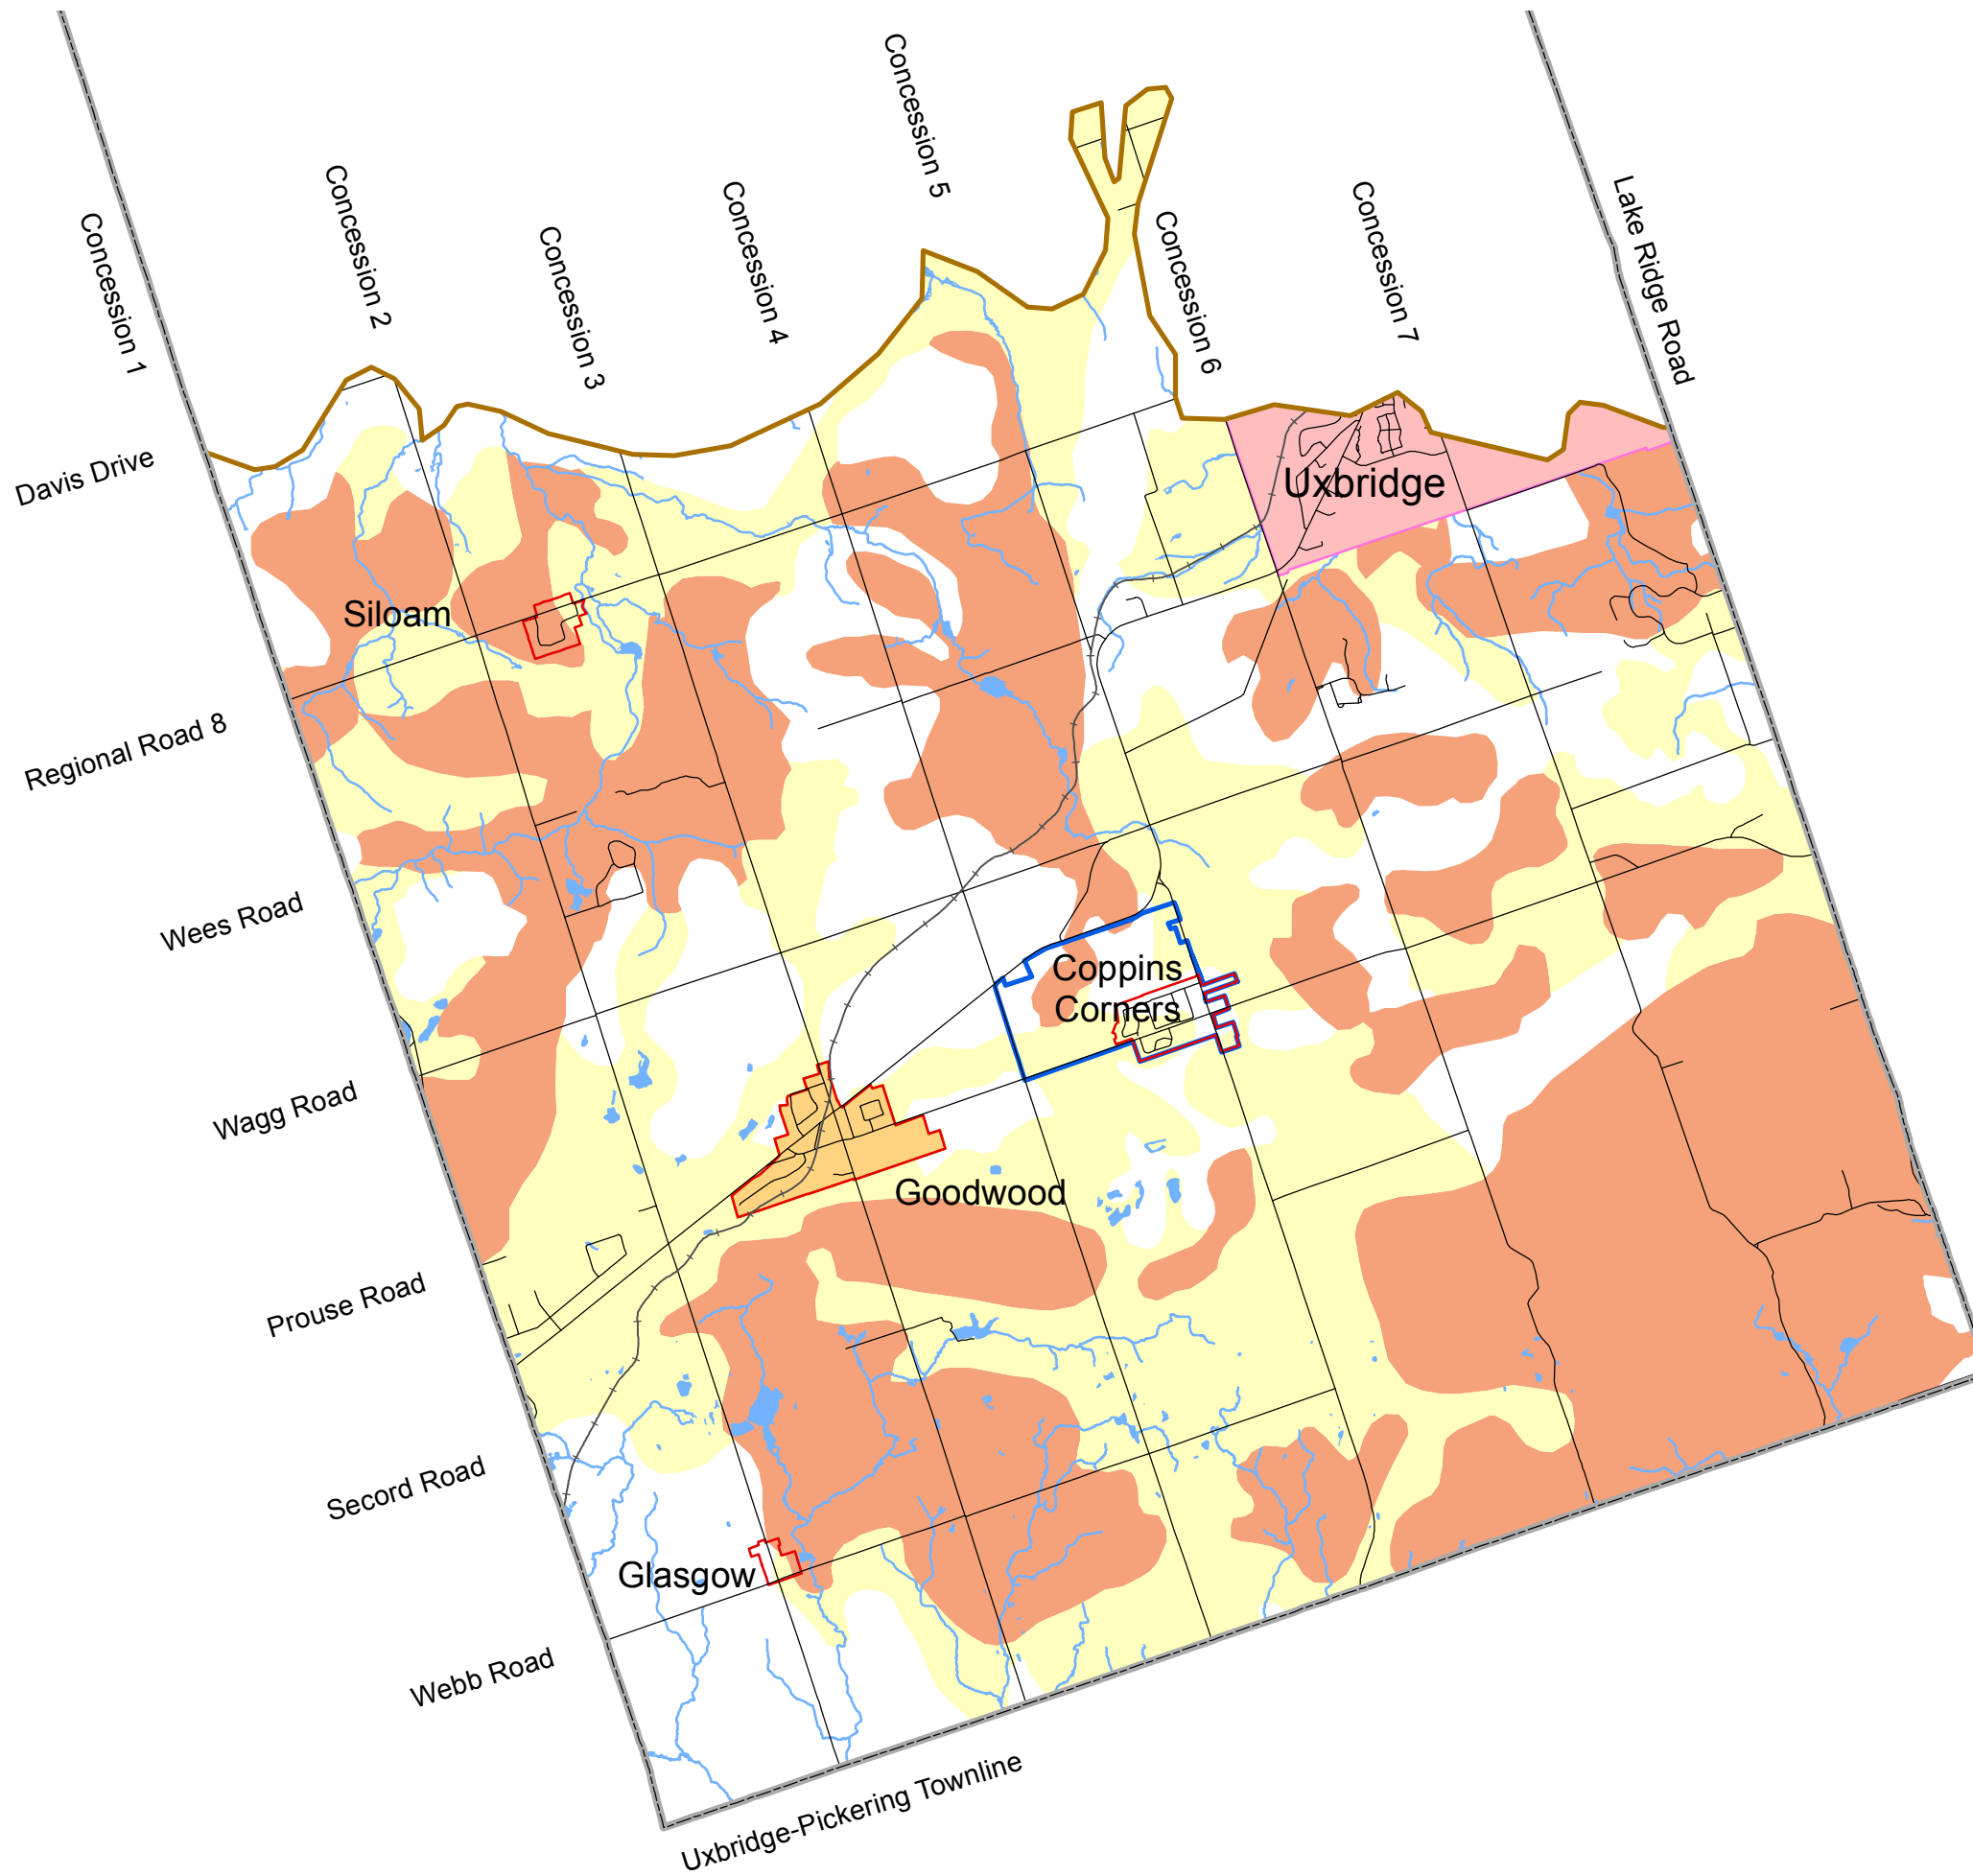 Concession 5
Concession 2
Concession 4
Lake Ridge Road
Concession 7
Concession 1
Concession 6
Concession 3
Davis Drive
Uxbridge
Siloam
Regional Road 8
Wees Road
Coppins
Corners
Wagg Road
Goodwood
Prouse Road
Secord Road
Glasgow
Webb Road
Uxbridge-Pickering Townline